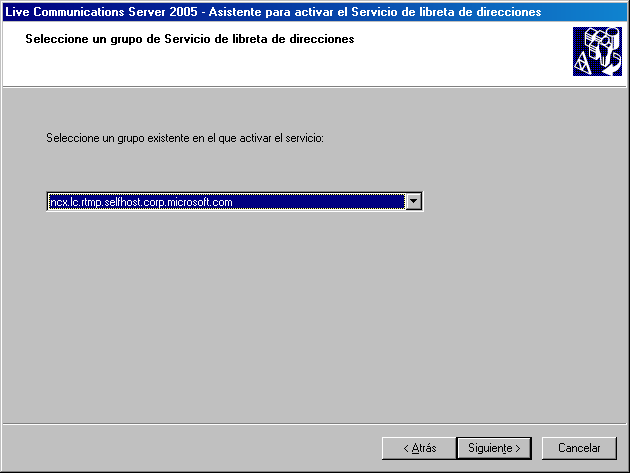 Live Communications Server 2005 - Asistente para activar el Servicio de libreta de direcciones
Seleccione un grupo de Servicio de libreta de direcciones
Seleccione un grupo existente en el que activar el servicio:
ncx.lc.rtmp.selfhost.corp.microsoft.com
< Atrás
Siguiente >
Cancelar